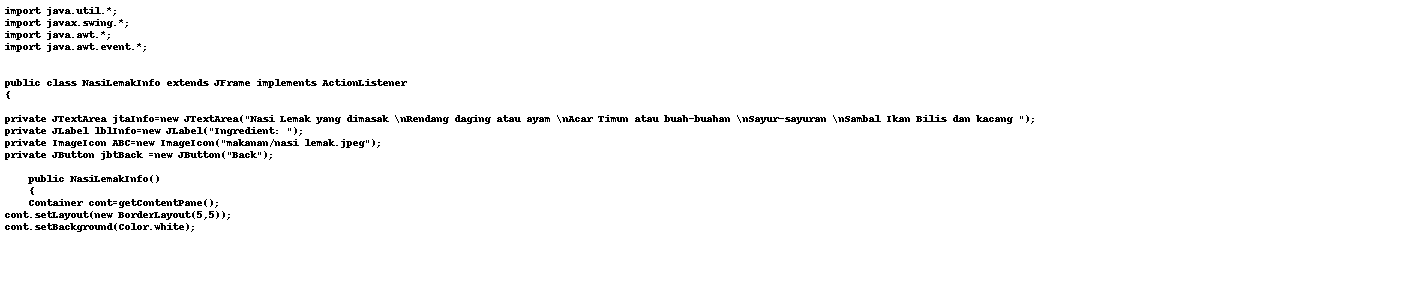 import java.util.*;
import javax.swing.*;
import java.awt.*;
import java.awt.event.*;
public class NasiLemakInfo extends JFrame implements ActionListener
{
private JTextArea jtaInfo=new JTextArea("Nasi Lemak yang dimasak \nRendang daging atau ayam \nAcar Timun atau buah-buahan \nSayur-sayuran \nSambal Ikan Bilis dan kacang ");
private JLabel lblInfo=new JLabel("Ingredient: ");
private ImageIcon ABC=new ImageIcon("makanan/nasi lemak.jpeg");
private JButton jbtBack =new JButton("Back");
public NasiLemakInfo()
{
Container cont=getContentPane();
cont.setLayout(new BorderLayout(5,5));
cont.setBackground(Color.white);